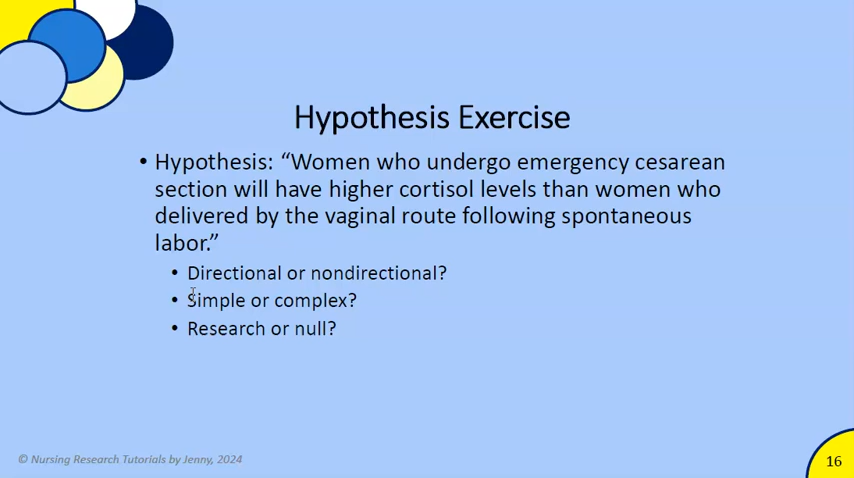 Hypothesis Exercise
• Hypothesis: “Women who undergo emergency cesarean
section will have higher cortisol levels than women who
delivered by the vaginal route following spontaneous
labor.”
• Directional or nondirectional?
• Simple or complex?
• Research or null?
© Nursing Research Tutorials by Jenny, 2024
16